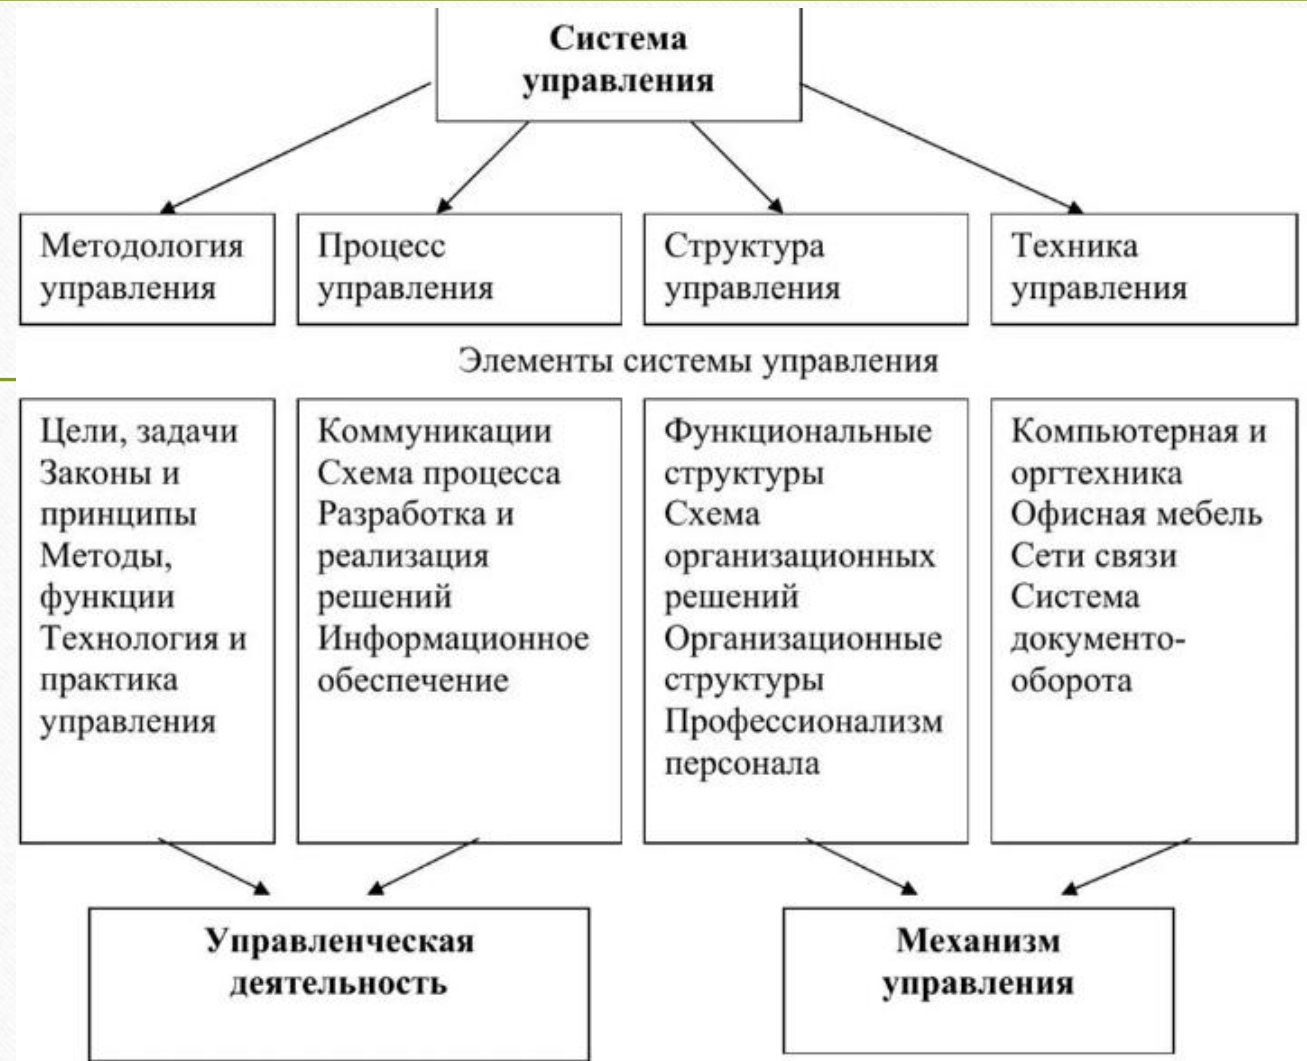 Система
управления
Методология
управления
Процесс
управления
Структура
управления
Техника
управления
Элементы системы управления
Цели, задачи
Законы и
принципы
Методы,
функции
Технология и
практика
управления
Коммуникации
Схема процесса
Разработка и
реализация
решений
Информационное
обеспечение
Функциональные
структуры
Схема
организационных
решений
Организационные
структуры
Профессионализм
персонала
Компьютерная и
оргтехника
Офисная мебель
Сети связи
Система
документо-
оборота
Управленческая
деятельность
Механизм
управления